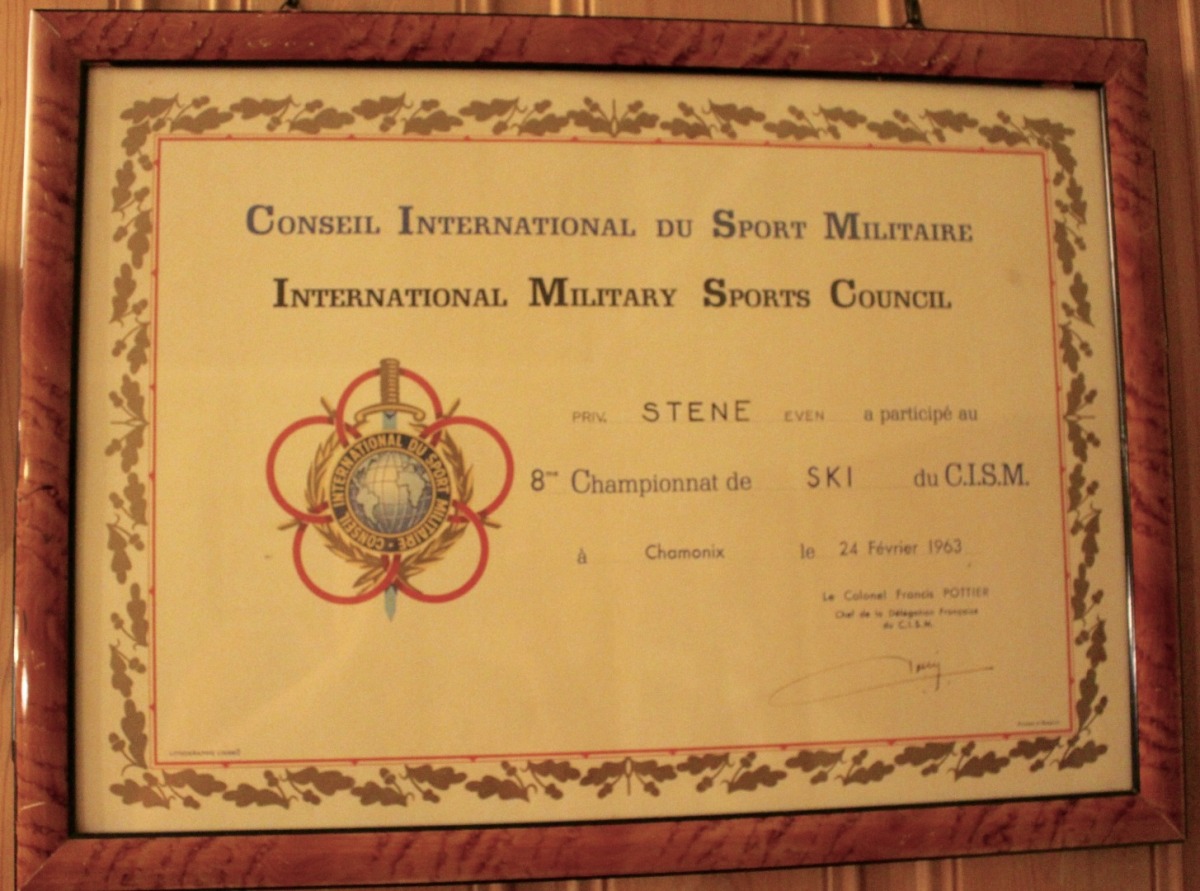 CONSEIL INTERNATIONAL DU SPORT MILITAIRE
INTERNATIONAL MILITARY SPORTS COUNCIL
CONSEIL INTERNATIONAL DU SPORT MILITAIRE
PRIV. STENE EVEN a participé au
8me Championnat de SKI du C.I.S.M.
à Chamonix le 24 Février 1963
Le Colonel Francis POTTIER
Chef de la Délégation Française
du C.I.S.M.